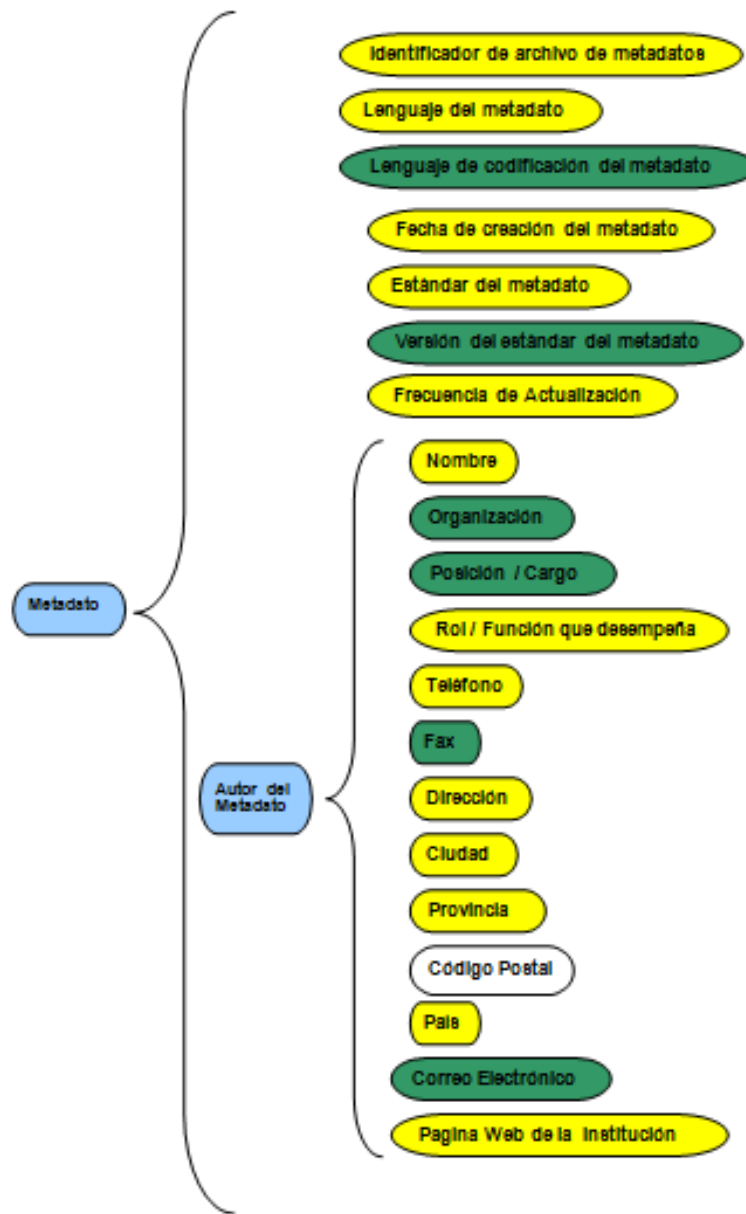 Identificador de archivo de metadatos
Lenguaje del metadato
Lenguaje de codificación del metadato
Fecha de creación del metadato
Estándar del metadato
Versión del estándar del metadato
Frecuencia de Actualización
Metadato
Autor del
Metadato
Nombre
Organización
Posición / Cargo
Rol / Función que desempeña
Teléfono
Fax
Dirección
Ciudad
Provincia
Código Postal
País
Correo Electrónico
Pagina Web de la Institución